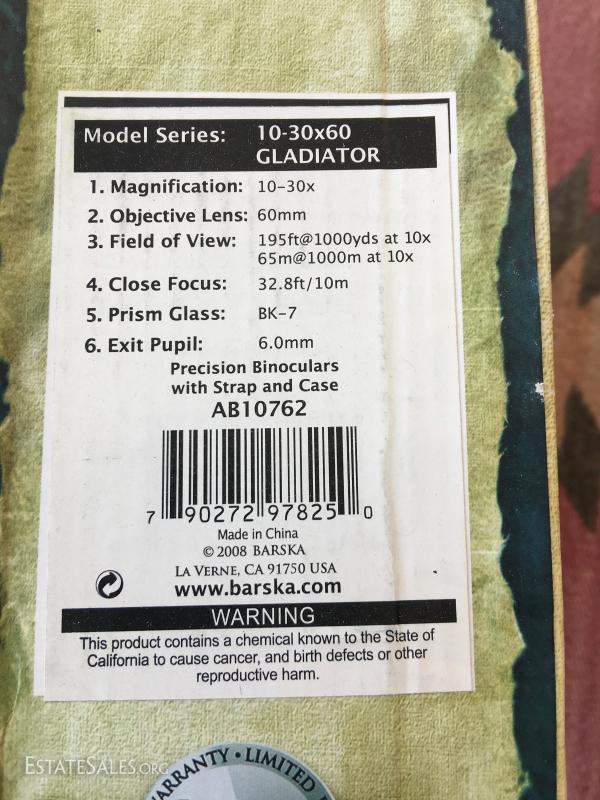 Model Series: 10-30x60
GLADIATOR
1. Magnification: 10-30x
2. Objective Lens: 60mm
3. Field of View: 195ft@1000yds at 10x
65m@1000m at 10x
4. Close Focus: 32.8ft/10m
5. Prism Glass: BK-7
6. Exit Pupil: 6.0mm
Precision Binoculars
with Strap and Case
AB10762
7 90272 97825 0
Made in China
© 2008 BARSKA
LA VERNE, CA 91750 USA
www.barska.com
WARNING
This product contains a chemical known to the State of
California to cause cancer, and birth defects or other
reproductive harm.
WARRANTY • LIMITED
ESTATESALES.ORG